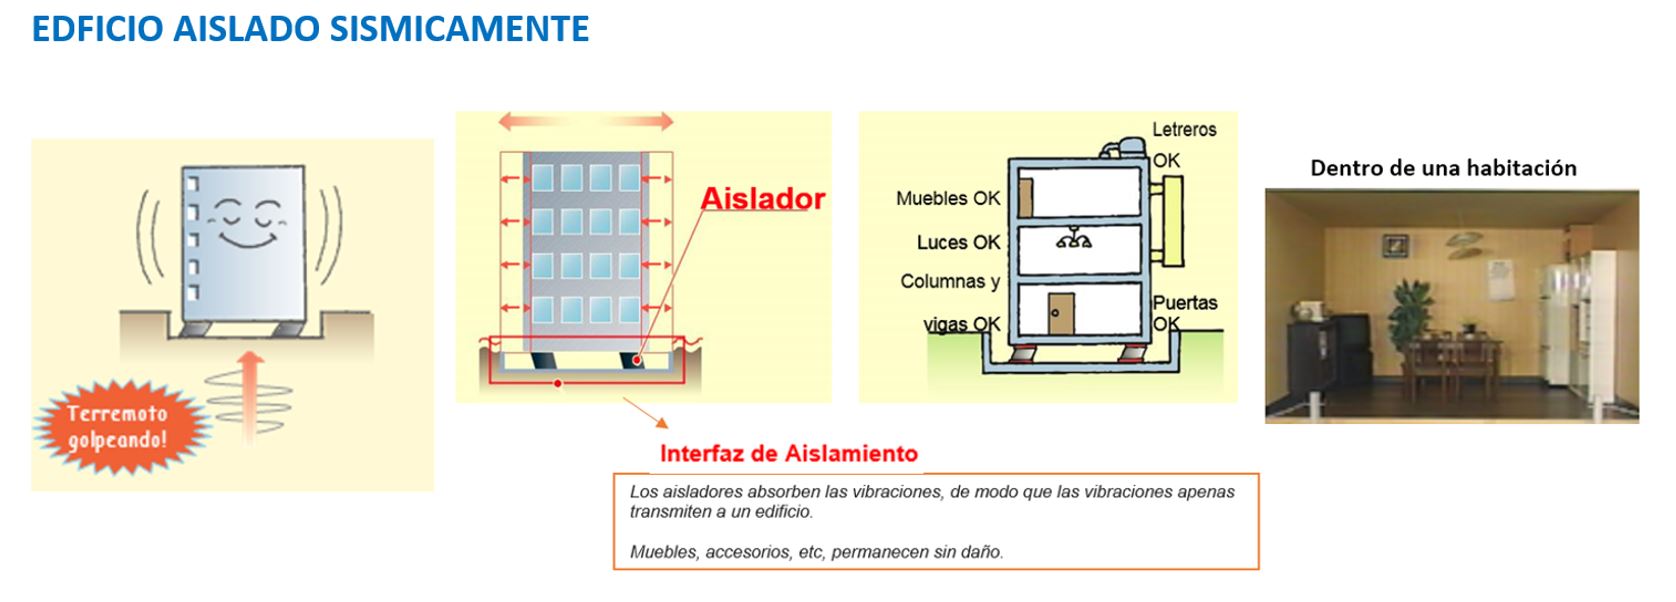 EDFICIO AISLADO SISMICAMENTE
Terremoto
golpeando!
Aislador
Letreros
OK
Muebles OK
Luces OK
Columnas y
vigas OK
Puertas
OK
Dentro de una habitación
Interfaz de Aislamiento
Los aisladores absorben las vibraciones, de modo que las vibraciones apenas
transmiten a un edificio.
Muebles, accesorios, etc, permanecen sin daño.